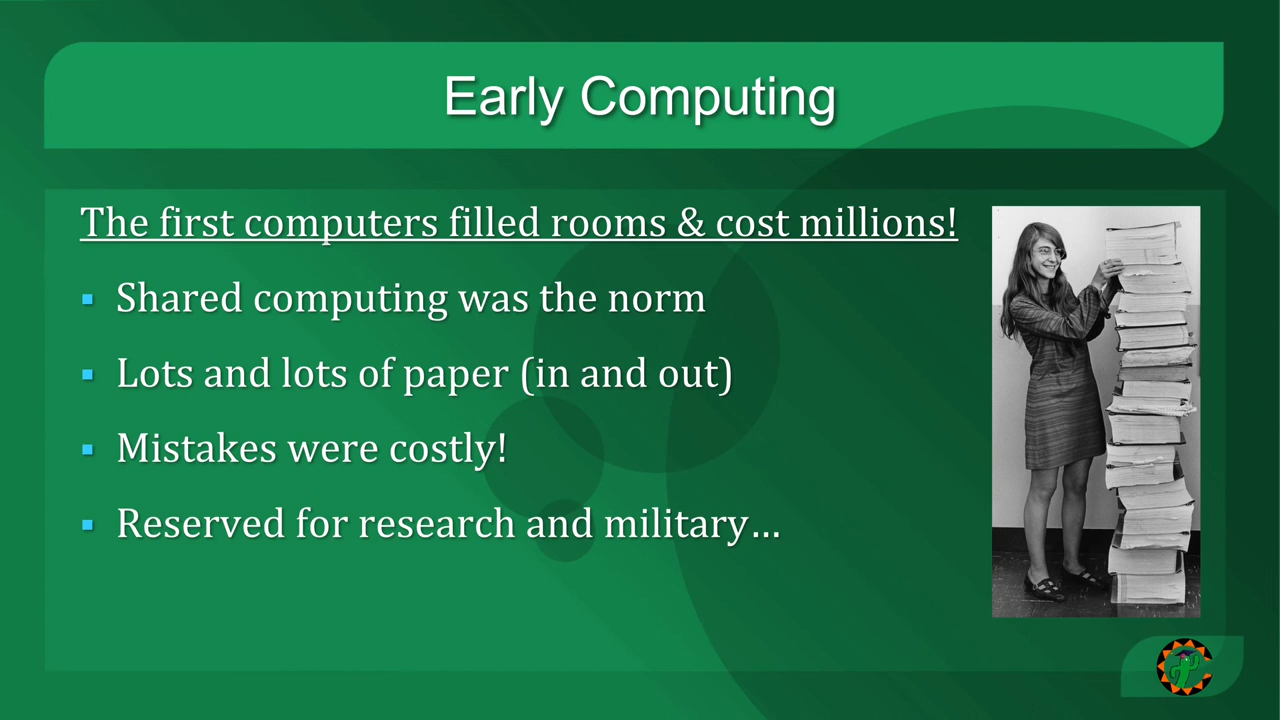 Early Computing
The first computers filled rooms & cost millions!
▪ Shared computing was the norm
▪ Lots and lots of paper (in and out)
▪ Mistakes were costly!
▪ Reserved for research and military…